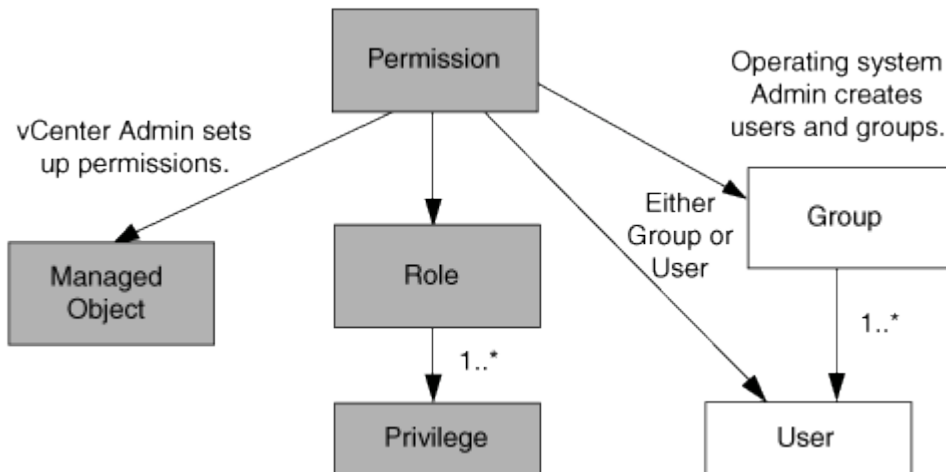 Permission
Operating system
Admin creates
users and groups.
vCenter Admin sets
up permissions.
Group
Either
Group or
User
Managed
Object
Role
1..*
1..*
Privilege
User